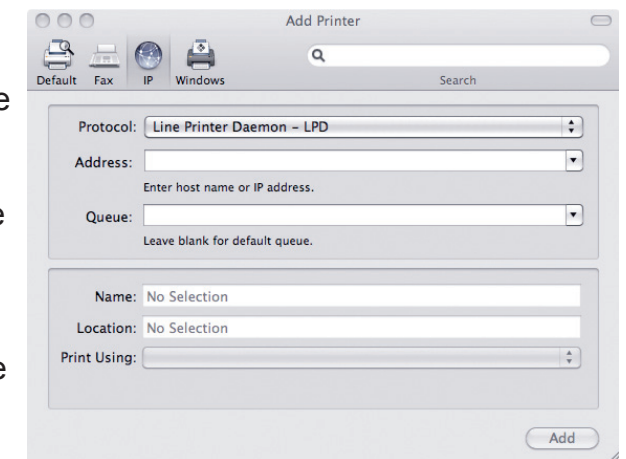 Add Printer
Default Fax IP Windows Search
e
Protocol: Line Printer Daemon – LPD
Address:
Enter host name or IP address.
e
Queue:
Leave blank for default queue.
Name: No Selection
Location: No Selection
e
Print Using:
Add